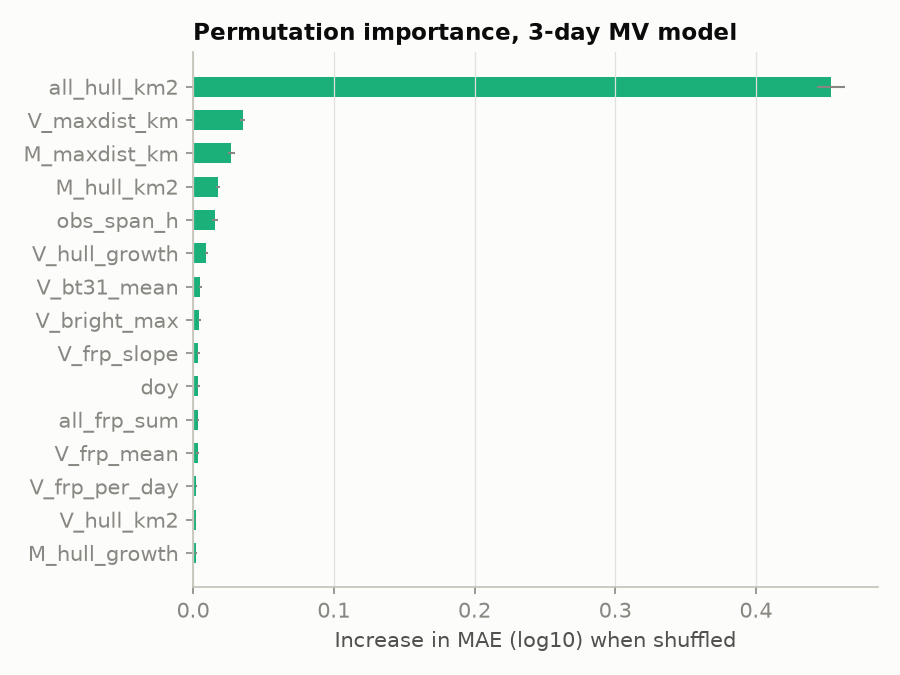 Permutation importance, 3-day MV model
all_hull_km2
V_maxdist_km
M_maxdist_km
M_hull_km2
obs_span_h
V_hull_growth
V_bt31_mean
V_bright_max
V_frp_slope
doy
all_frp_sum
V_frp_mean
V_frp_per_day
V_hull_km2
M_hull_growth
0.0 0.1 0.2 0.3 0.4
Increase in MAE (log10) when shuffled